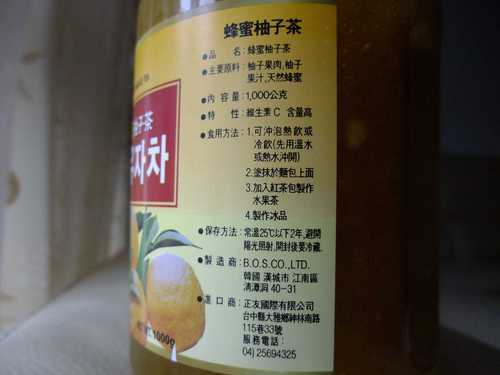 蜂蜜柚子茶
●品　名:蜂蜜柚子茶
●主要原料:柚子果肉,柚子
果汁,天然蜂蜜
●內容量:1,000公克
●特　性:維生素C 含量高
●食用方法:1.可沖泡熱飲或
冷飲(先用溫水
或熱水沖開)
2.塗抹於麵包上面
3.加入紅茶包製作
水果茶
4.製作冰品
●保存方法:常溫25℃以下2年,避開
陽光照射,開封後要冷藏.
●製造商:B.O.S.CO.,LTD.
韓國 漢城市 江南區
清潭洞 40-31
●進口商:正友國際有限公司
台中縣大雅鄉神林南路
115巷33號
服務電話:
04) 25694325
柚子茶
자차
1000g